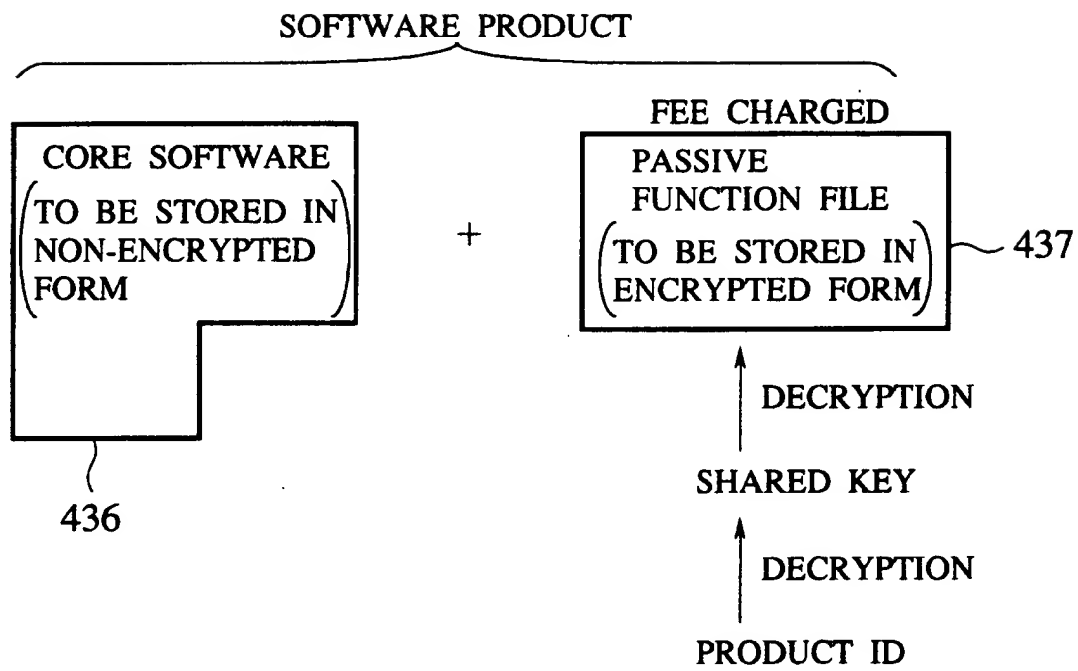 SOFTWARE PRODUCT
CORE SOFTWARE
(TO BE STORED IN
NON-ENCRYPTED
FORM)
436
+
FEE CHARGED
PASSIVE
FUNCTION FILE
(TO BE STORED IN
ENCRYPTED FORM)
437
DECRYPTION
SHARED KEY
DECRYPTION
PRODUCT ID